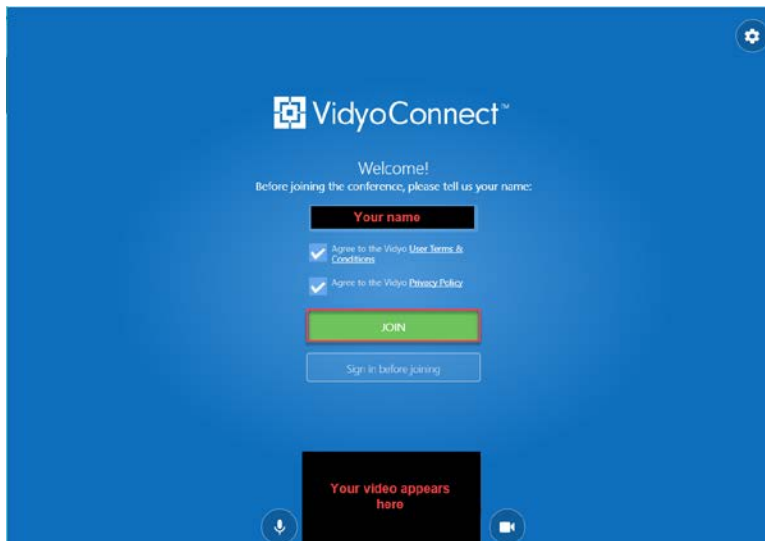 VidyoConnect™
Welcome!
Before joining the conference, please tell us your name:
Your name
Agree to the Vidyo User Terms &
Conditions
Agree to the Vidyo Privacy Policy
JOIN
Sign in before joining
Your video appears
here